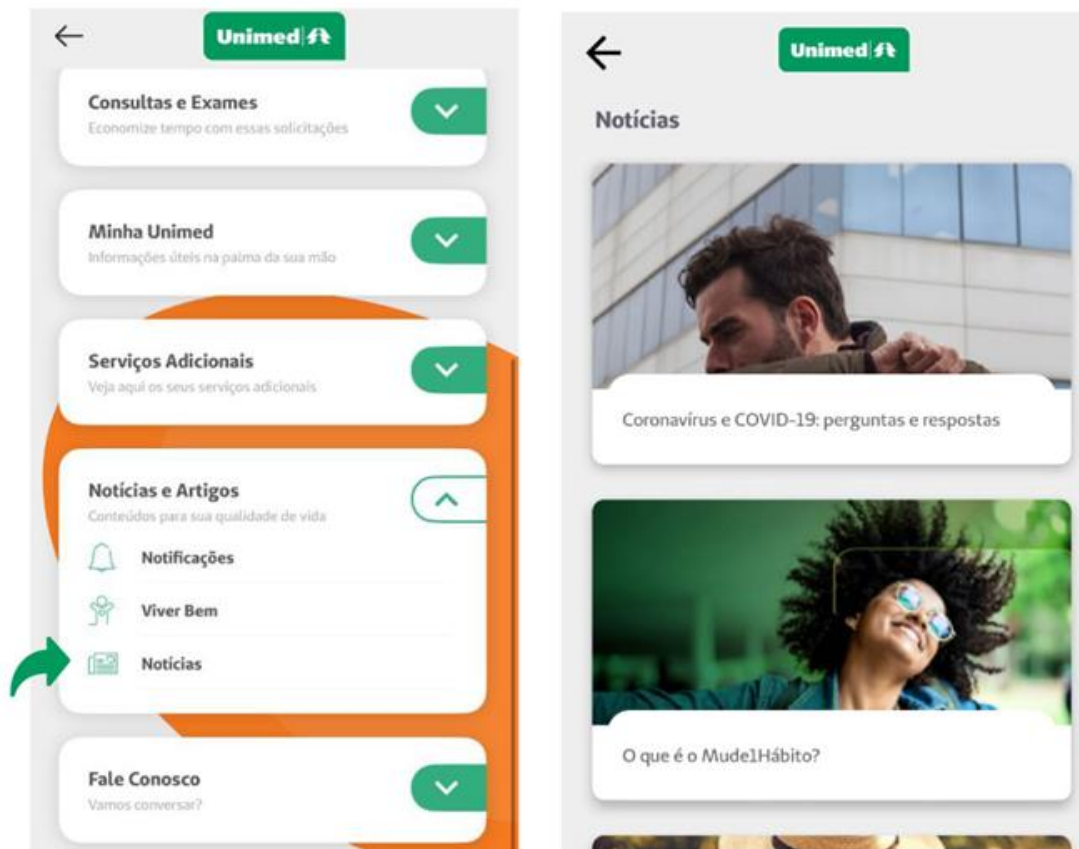 Unimed
Consultas e Exames
Economize tempo com essas solicitações
Minha Unimed
Informações úteis na palma da sua mão
Serviços Adicionais
Veja aqui os seus serviços adicionais
Notícias e Artigos
Conteúdos para sua qualidade de vida
Notificações
Viver Bem
Notícias
Fale Conosco
Vamos conversar?
Unimed
Notícias
Coronavírus e COVID-19: perguntas e respostas
O que é o Mude1Hábito?